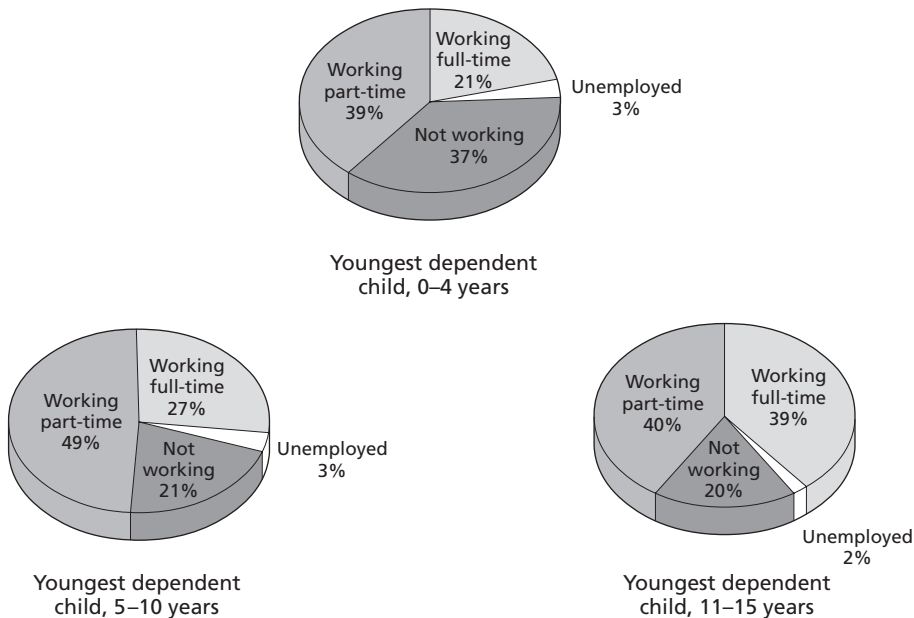 Working
full-time
21%
Working
part-time
39%
Unemployed
3%
Not working
37%
Youngest dependent
child, 0–4 years
Working
full-time
27%
Working
part-time
49%
Unemployed
3%
Not
working
21%
Youngest dependent
child, 5–10 years
Working
part-time
40%
Working
full-time
39%
Not
working
20%
Unemployed
2%
Youngest dependent
child, 11–15 years